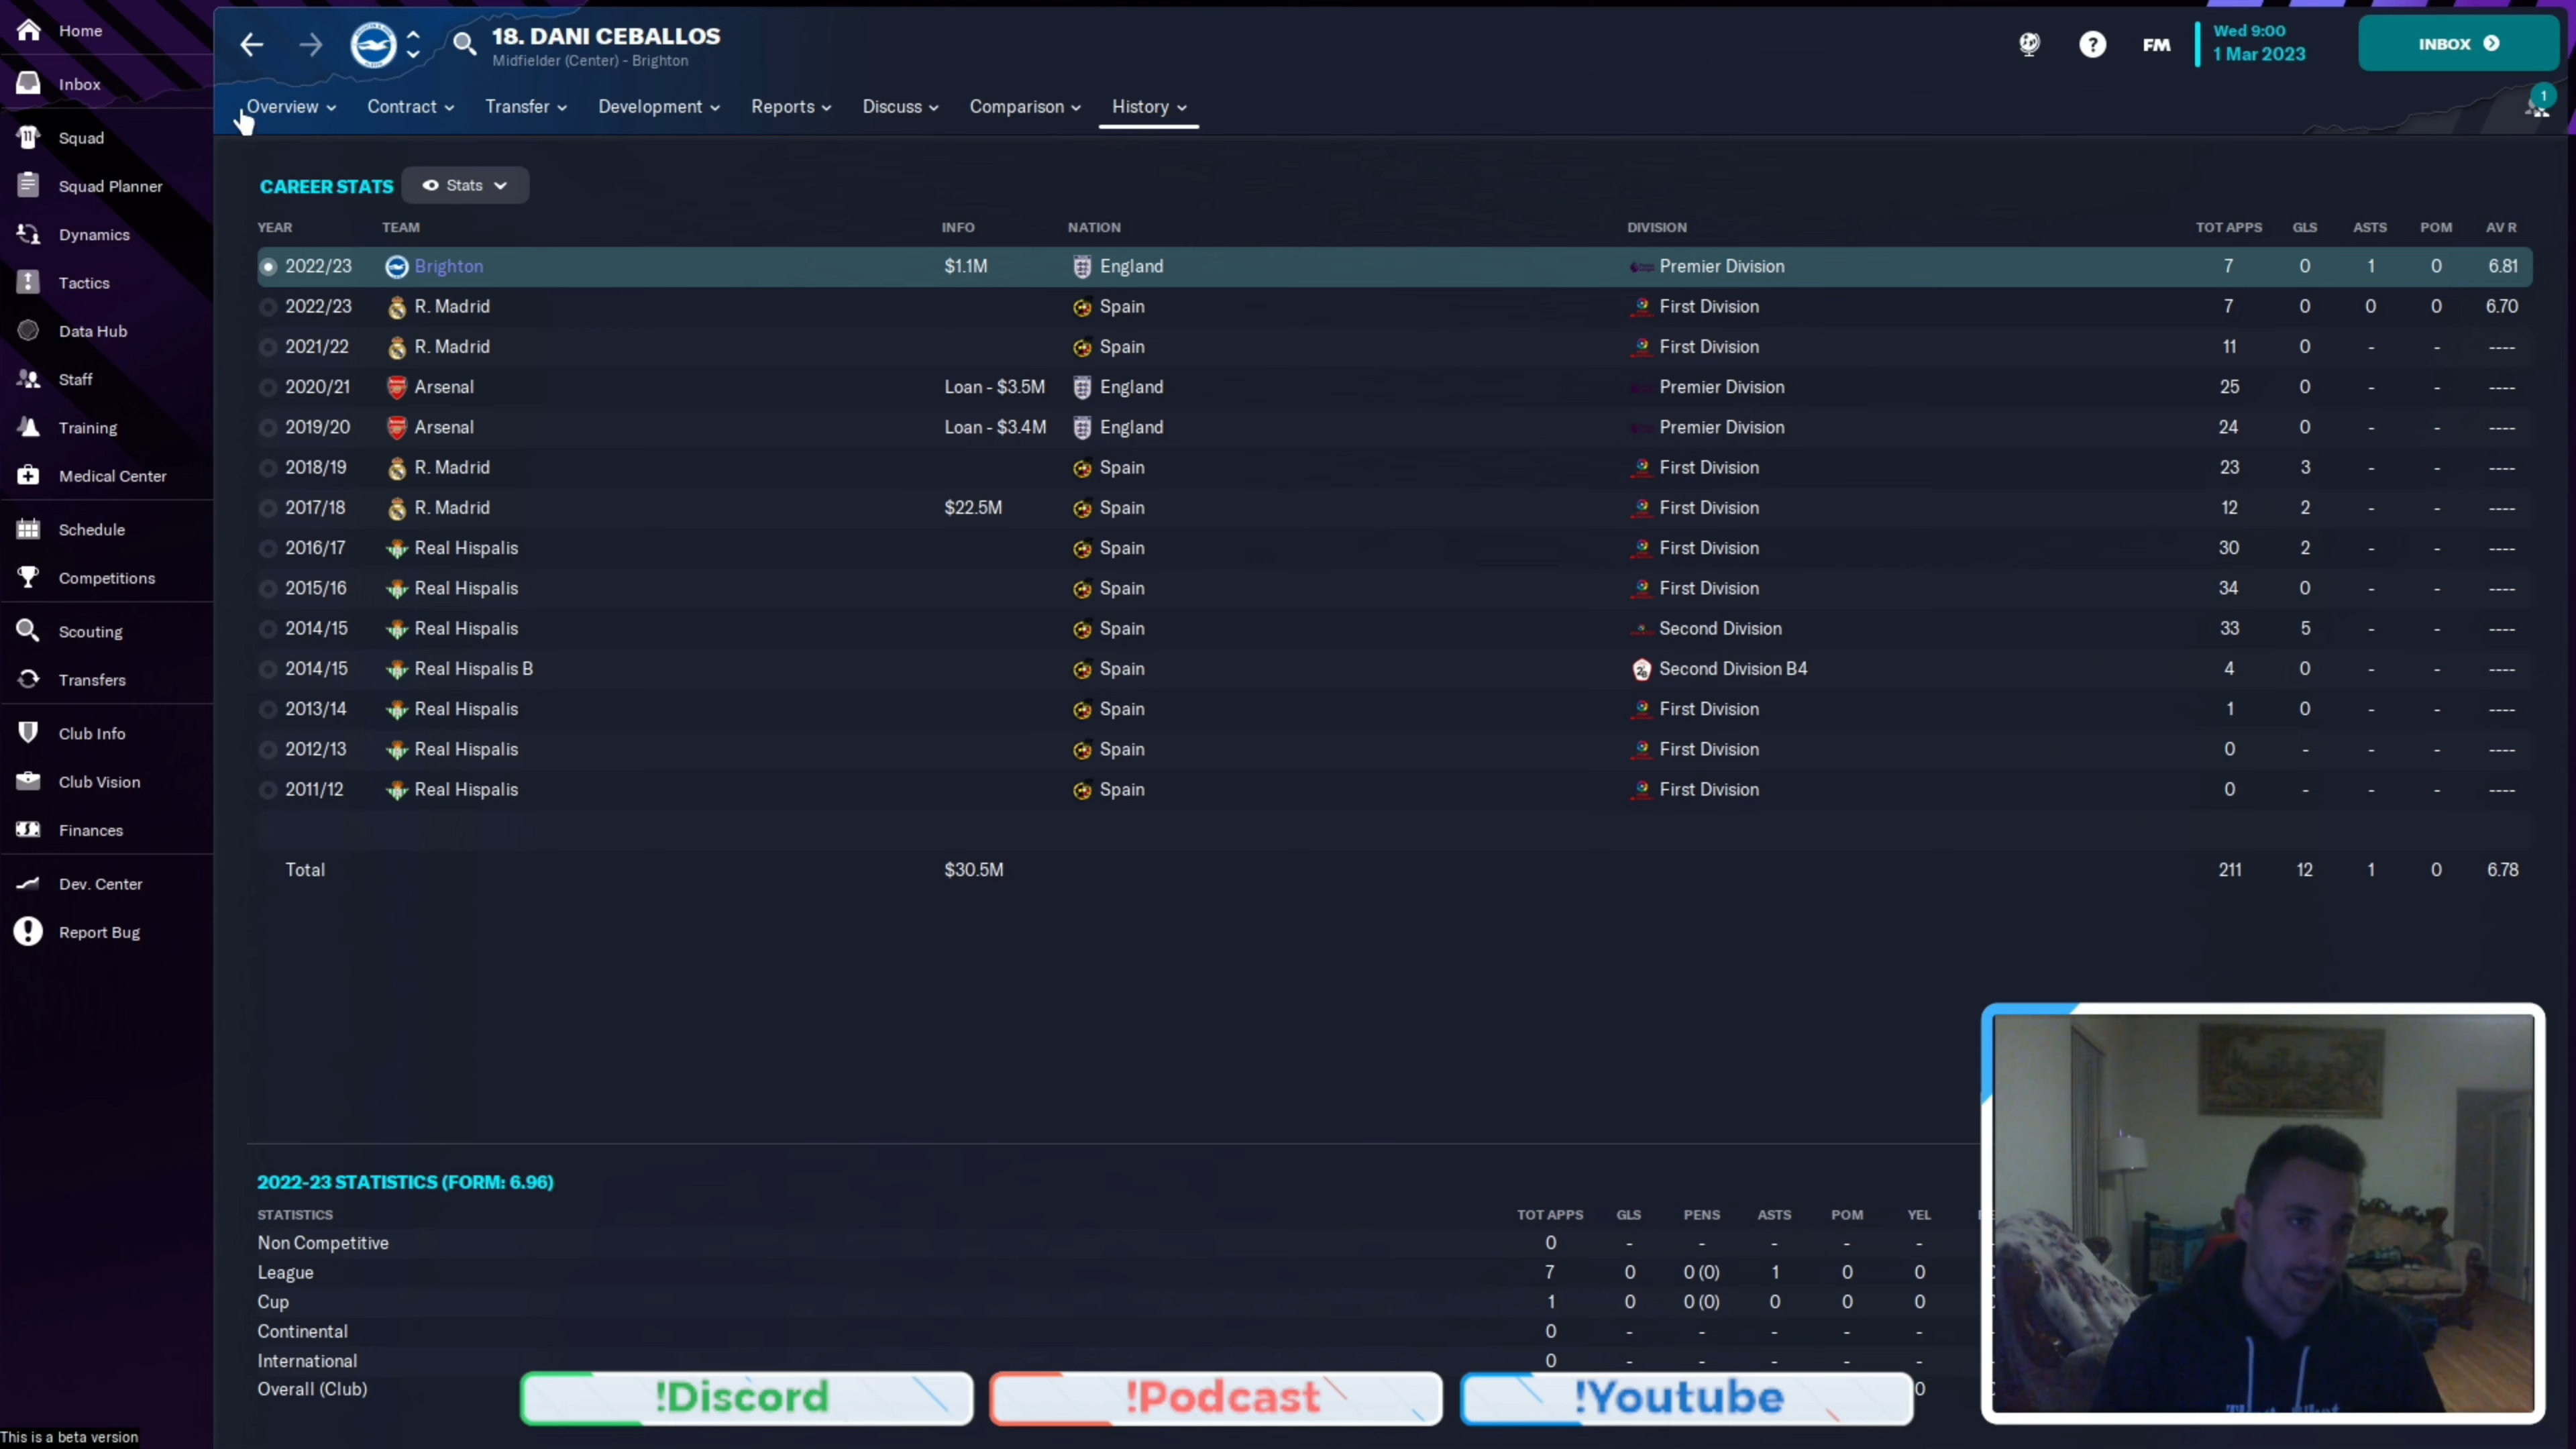 Home
Inbox
Squad
Squad Planner
Dynamics
Tactics
Data Hub
Staff
Training
Medical Center
Schedule
Competitions
Scouting
Transfers
Club Info
Club Vision
Finances
Dev. Center
Report Bug
This is a beta version
18. DANI CEBALLOS
Midfielder (Center) - Brighton
FM
Wed 9:00
1 Mar 2023
INBOX
1
Overview Contract Transfer Development Reports Discuss Comparison History
CAREER STATS Stats
YEAR TEAM INFO NATION DIVISION TOT APPS GLS ASTS POM AV R
2022/23 Brighton $1.1M England Premier Division 7 0 1 0 6.81
2022/23 R. Madrid Spain First Division 7 0 0 0 6.70
2021/22 R. Madrid Spain First Division 11 0 - - ----
2020/21 Arsenal Loan - $3.5M England Premier Division 25 0 - - ----
2019/20 Arsenal Loan - $3.4M England Premier Division 24 0 - - ----
2018/19 R. Madrid Spain First Division 23 3 - - ----
2017/18 R. Madrid $22.5M Spain First Division 12 2 - - ----
2016/17 Real Hispalis Spain First Division 30 2 - - ----
2015/16 Real Hispalis Spain First Division 34 0 - - ----
2014/15 Real Hispalis Spain Second Division 33 5 - - ----
2014/15 Real Hispalis B Spain Second Division B4 4 0 - - ----
2013/14 Real Hispalis Spain First Division 1 0 - - ----
2012/13 Real Hispalis Spain First Division 0 - - - ----
2011/12 Real Hispalis Spain First Division 0 - - - ----
Total $30.5M 211 12 1 0 6.78
2022-23 STATISTICS (FORM: 6.96)
STATISTICS TOT APPS GLS PENS ASTS POM YEL
Non Competitive 0 - - - - -
League 7 0 0 (0) 1 0 0
Cup 1 0 0 (0) 0 0 0
Continental 0 - - - - -
International 0 - - - - -
Overall (Club) 0
!Discord !Podcast !Youtube